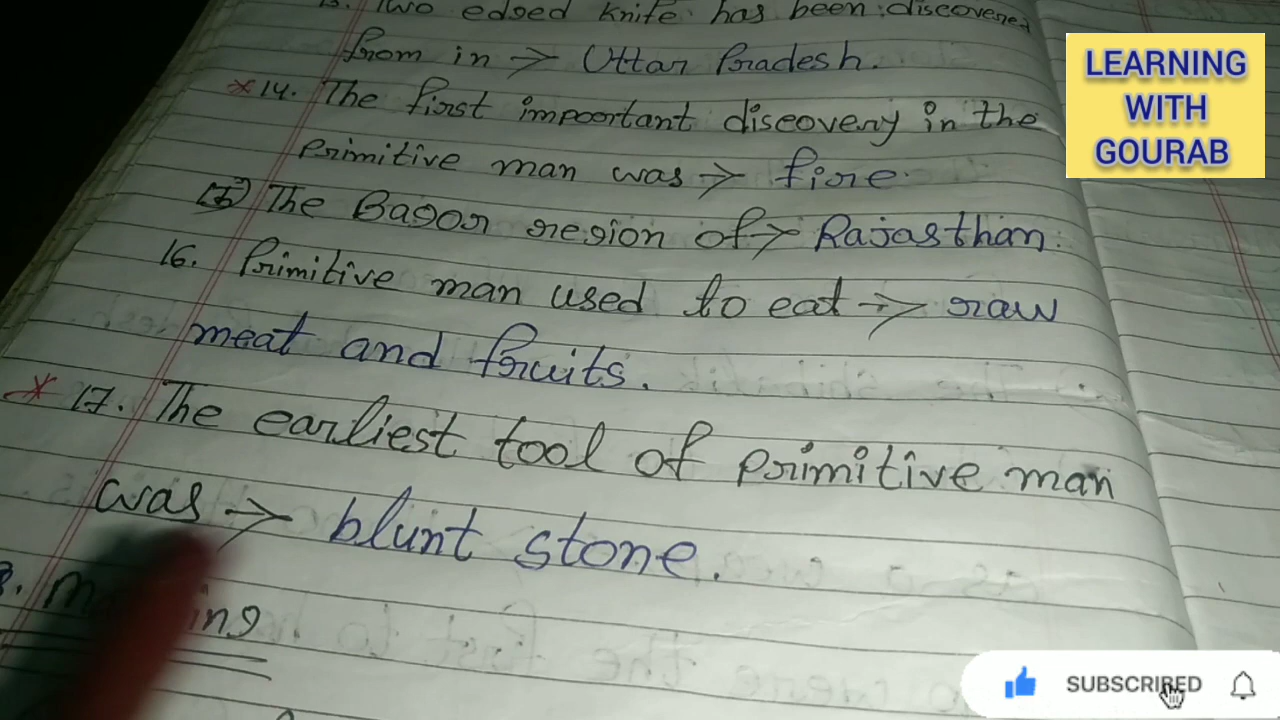 13. Two edged knife has been discovered
from in → Uttar Pradesh.
*14. The first important discovery in the
primitive man was → fire.
15) The Bagor region of → Rajasthan.
16. Primitive man used to eat → raw
meat and fruits.
* 17. The earliest tool of primitive man
was → blunt stone.
LEARNING
WITH
GOURAB
SUBSCRIBED